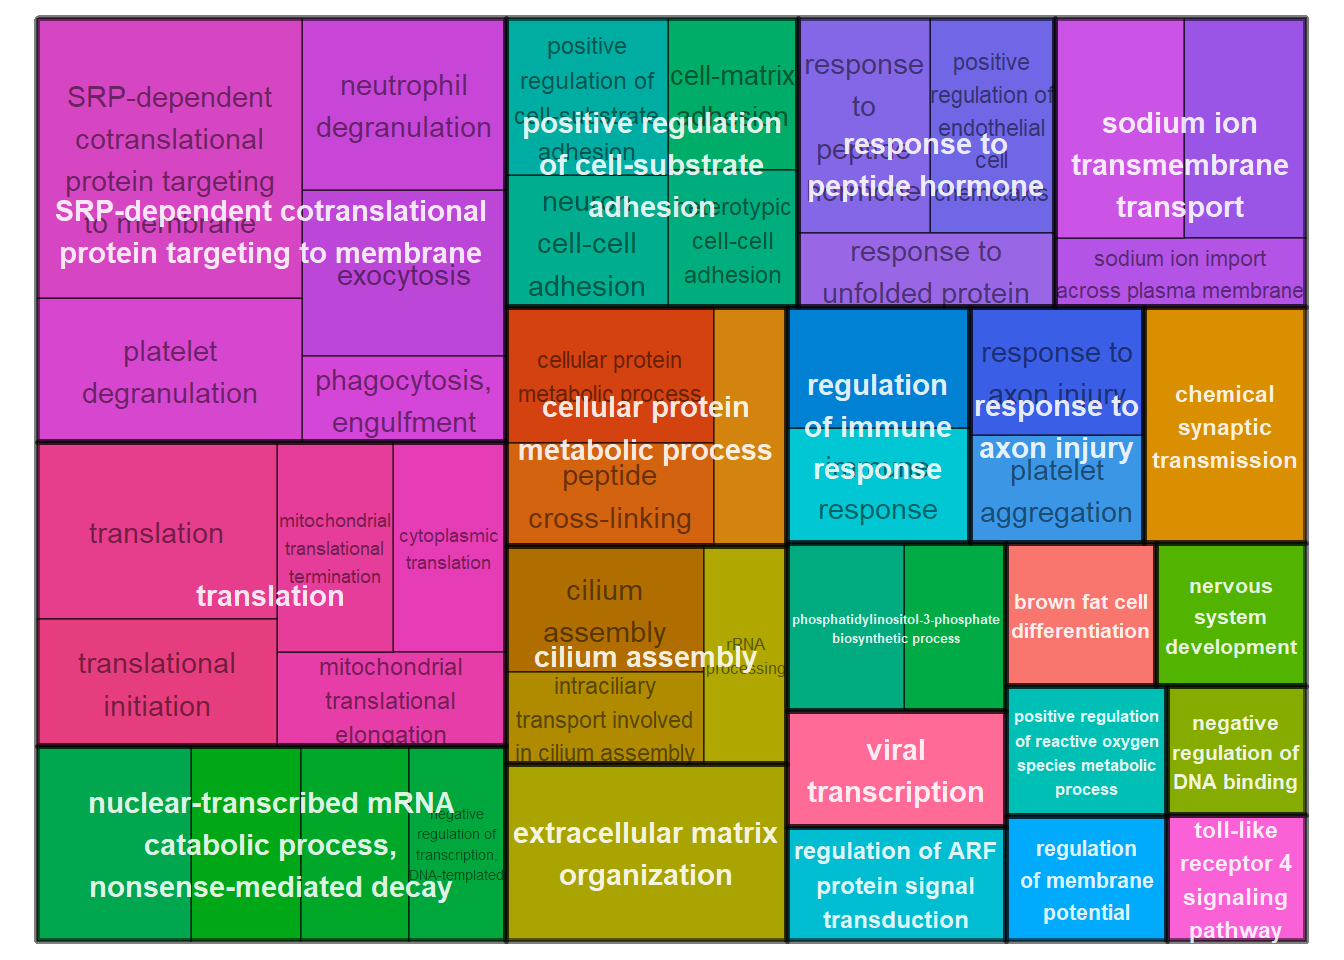 SRP-dependent
cotranslational
protein targeting
to membrane
neutrophil
degranulation
SRP-dependent cotranslational
protein targeting to membrane
exocytosis
platelet
degranulation
phagocytosis,
engulfment
positive
regulation of
cell-substrate
adhesion
cell-matrix
adhesion
positive regulation
of cell-substrate
adhesion
neuron
cell-cell
adhesion
heterotypic
cell-cell
adhesion
response
to
peptide
hormone
positive
regulation of
endothelial
cell
chemotaxis
response to
peptide hormone
response to
unfolded protein
sodium ion
transmembrane
transport
sodium ion import
across plasma membrane
translation
mitochondrial
translational
termination
cytoplasmic
translation
translation
translational
initiation
mitochondrial
translational
elongation
cellular protein
metabolic process
cellular protein
metabolic process
peptide
cross-linking
regulation
of immune
response
immune
response
response to
axon injury
response to
axon injury
platelet
aggregation
chemical
synaptic
transmission
cilium
assembly
cilium assembly
rRNA
processing
intraciliary
transport involved
in cilium assembly
phosphatidylinositol-3-phosphate
biosynthetic process
brown fat cell
differentiation
nervous
system
development
nuclear-transcribed mRNA
catabolic process,
nonsense-mediated decay
negative
regulation of
transcription,
DNA-templated
extracellular matrix
organization
viral
transcription
positive regulation
of reactive oxygen
species metabolic
process
negative
regulation of
DNA binding
regulation of ARF
protein signal
transduction
regulation
of membrane
potential
toll-like
receptor 4
signaling
pathway